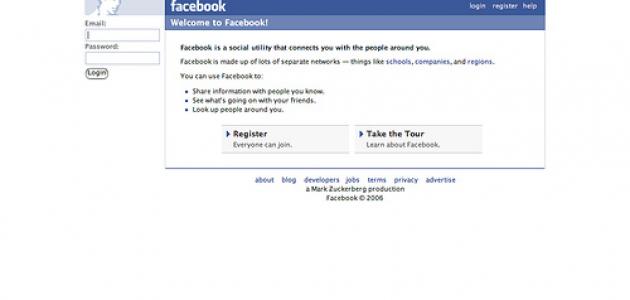 facebook
login register help
Email:
Password:
Login
Welcome to Facebook!
Facebook is a social utility that connects you with the people around you.
Facebook is made up of lots of separate networks — things like schools, companies, and regions.
You can use Facebook to:
Share information with people you know.
See what's going on with your friends.
Look up people around you.
Register
Everyone can join.
Take the Tour
Learn about Facebook.
about blog developers jobs terms privacy advertise
a Mark Zuckerberg production
Facebook © 2006